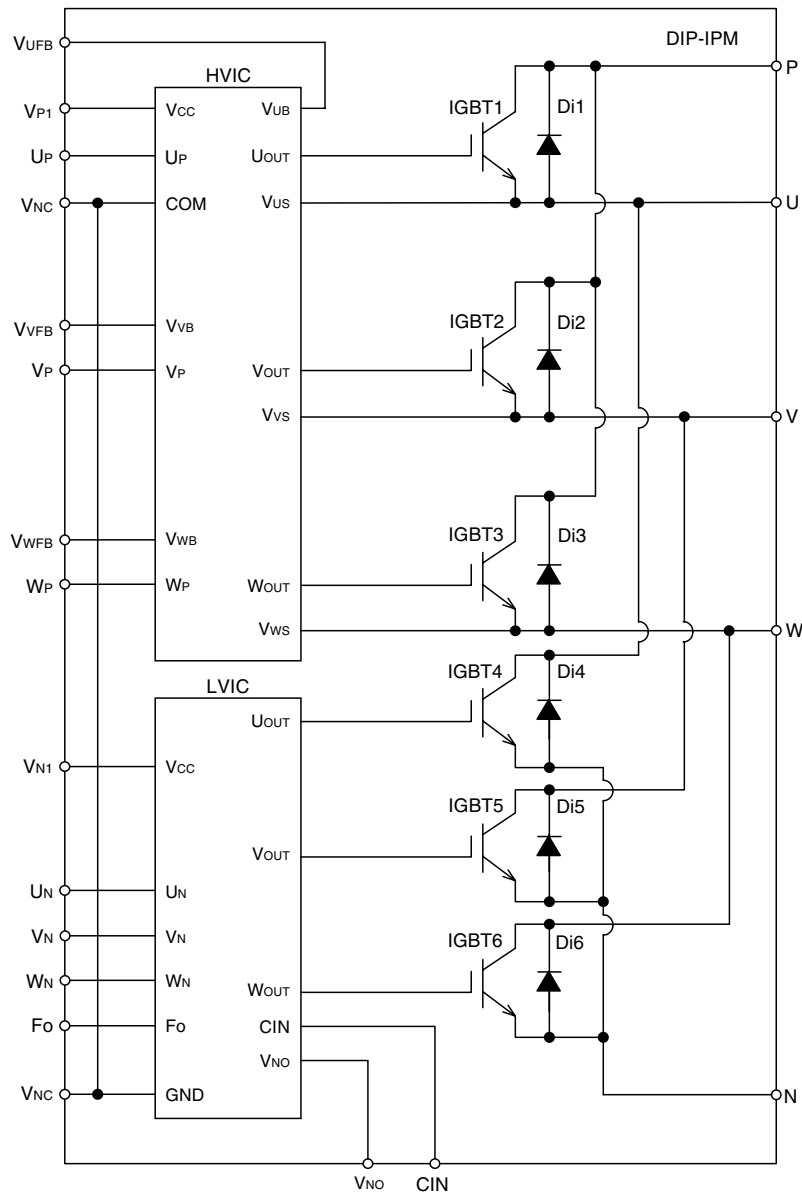 DIP-IPM
VUFB
P
HVIC
IGBT1
Di1
VP1
VCC
VUB
UP
UP
UOUT
VNC
COM
VUS
U
IGBT2
Di2
VVFB
VVB
VP
VP
VOUT
VVS
V
IGBT3
Di3
VWFB
VWB
WP
WP
WOUT
VWS
W
IGBT4
Di4
LVIC
UOUT
VN1
VCC
IGBT5
Di5
VOUT
UN
UN
VN
VN
IGBT6
Di6
WN
WN
WOUT
Fo
Fo
CIN
VNO
VNC
GND
N
VNO
CIN